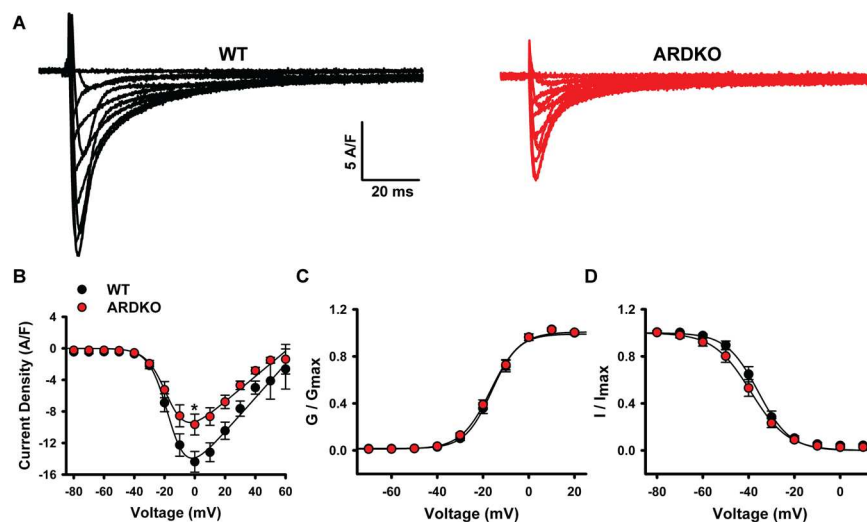 A
WT
ARDKO
5 A/F
20 ms
B
WT
ARDKO
Current Density (A/F)
4
0
-4
-8
-12
-16
*
-80 -60 -40 -20 0 20 40 60
Voltage (mV)
C
G / Gmax
1.2
0.8
0.4
0.0
-60 -40 -20 0 20
Voltage (mV)
D
I / Imax
1.2
0.8
0.4
0.0
-80 -60 -40 -20 0
Voltage (mV)